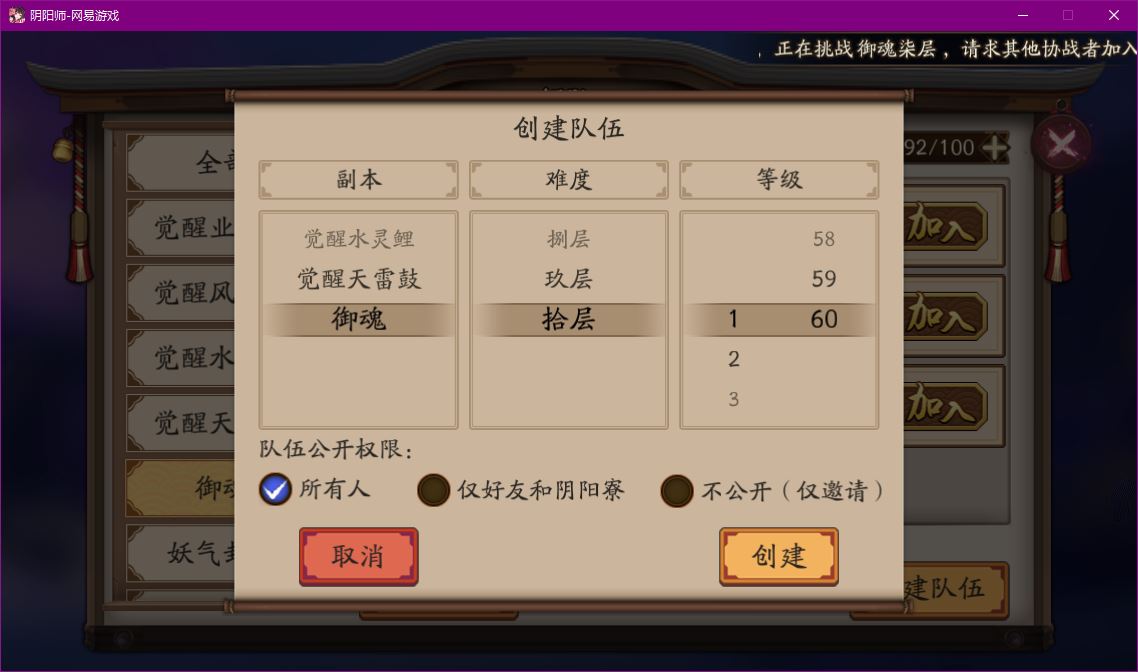 阴阳师-网易游戏
，正在挑战御魂柒层，请求其他协战者加入
创建队伍
92/100
副本 难度 等级
觉醒水灵鲤 捌层 58
觉醒天雷鼓 玖层 59
御魂 拾层 1 60
2
3
队伍公开权限：
所有人 仅好友和阴阳寮 不公开（仅邀请）
取消 创建
全部
觉醒业
觉醒风
觉醒水
觉醒天
御魂
妖气封
加入
加入
加入
建队伍